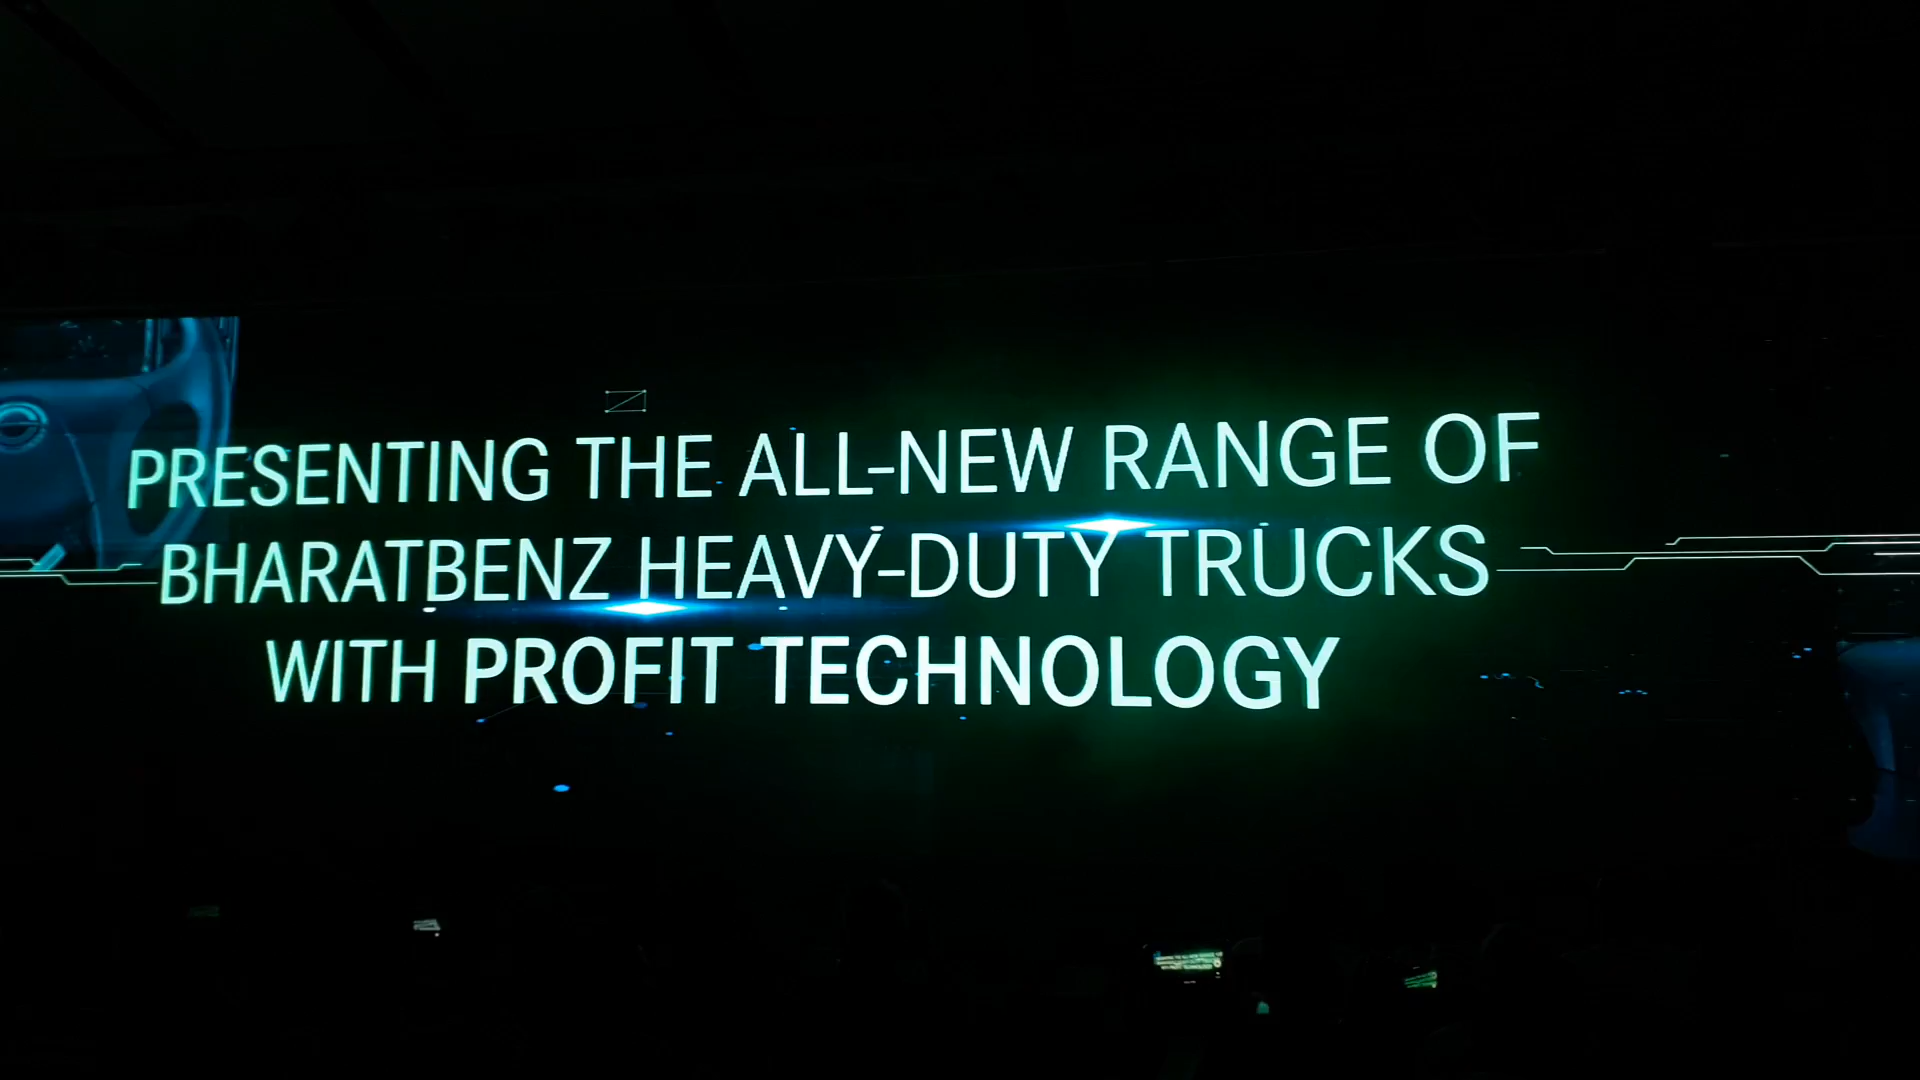 PRESENTING THE ALL-NEW RANGE OF
BHARATBENZ HEAVY-DUTY TRUCKS
WITH PROFIT TECHNOLOGY